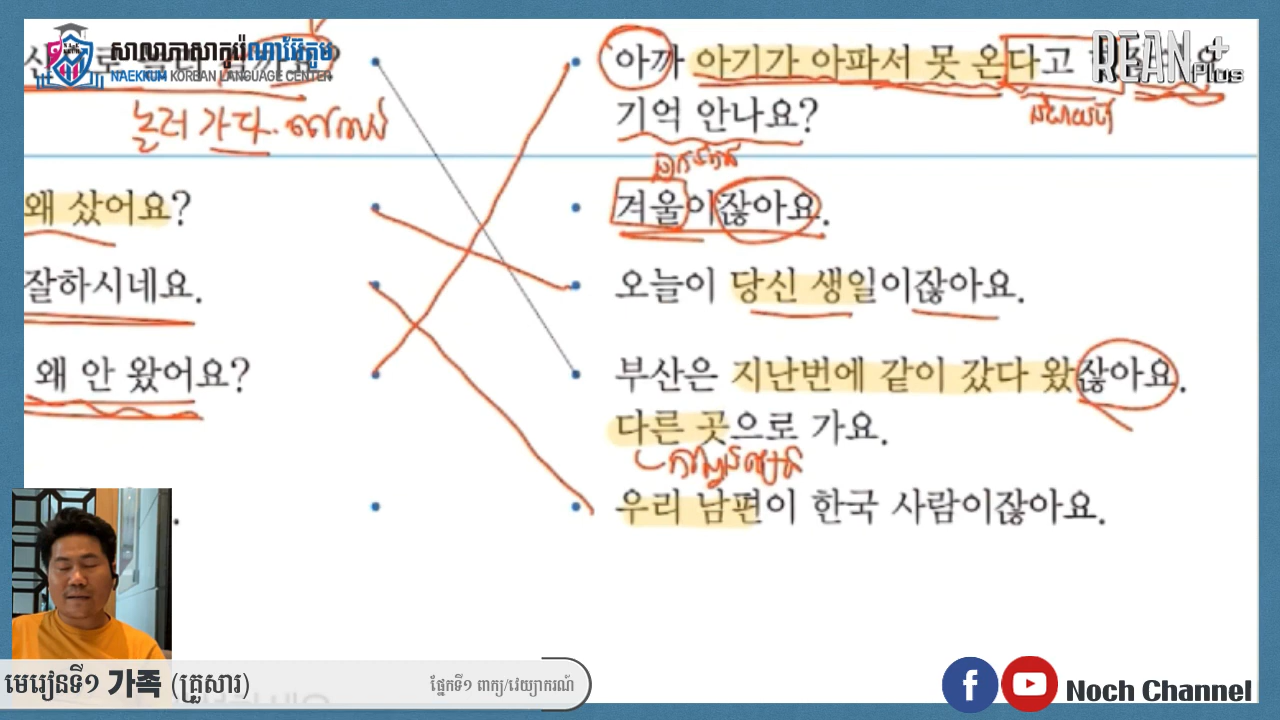 សាលាភាសាកូរ៉េណៃគ្គុម
NAEKKUM KOREAN LANGUAGE CENTER
REAN+
Plus
아까 아기가 아파서 못 온다고
놀러 가다.
기억 안나요?
왜 샀어요?
겨울이잖아요.
잘하시네요.
오늘이 당신 생일이잖아요.
왜 안 왔어요?
부산은 지난번에 같이 갔다 왔잖아요.
다른 곳으로 가요.
우리 남편이 한국 사람이잖아요.
មេរៀនទី១ 가족 (គ្រួសារ)
ផ្នែកទី១ ពាក្យ/វេយ្យាករណ៍
Noch Channel